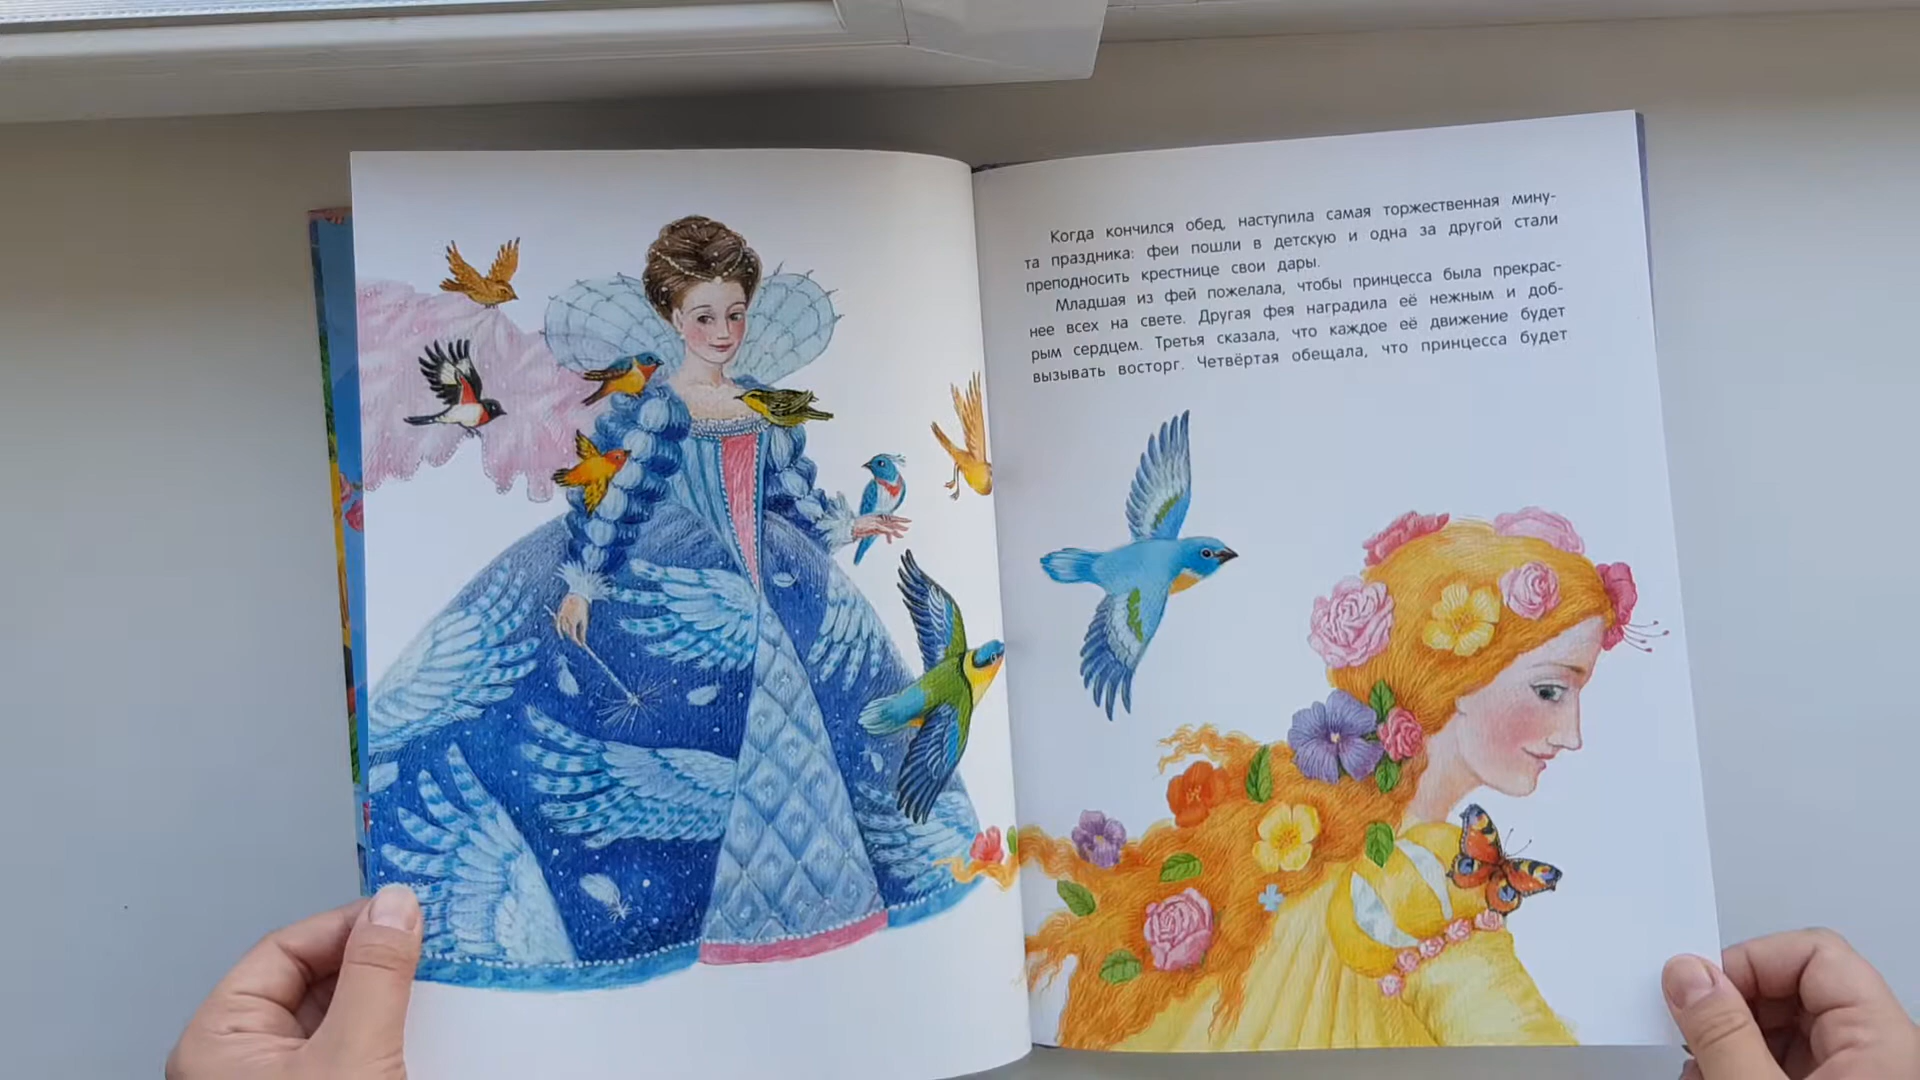 Когда кончился обед, наступила самая торжественная мину-
та праздника: феи пошли в детскую и одна за другой стали
преподносить крестнице свои дары.
Младшая из фей пожелала, чтобы принцесса была прекрас-
нее всех на свете. Другая фея наградила её нежным и доб-
рым сердцем. Третья сказала, что каждое её движение будет
вызывать восторг. Четвёртая обещала, что принцесса будет